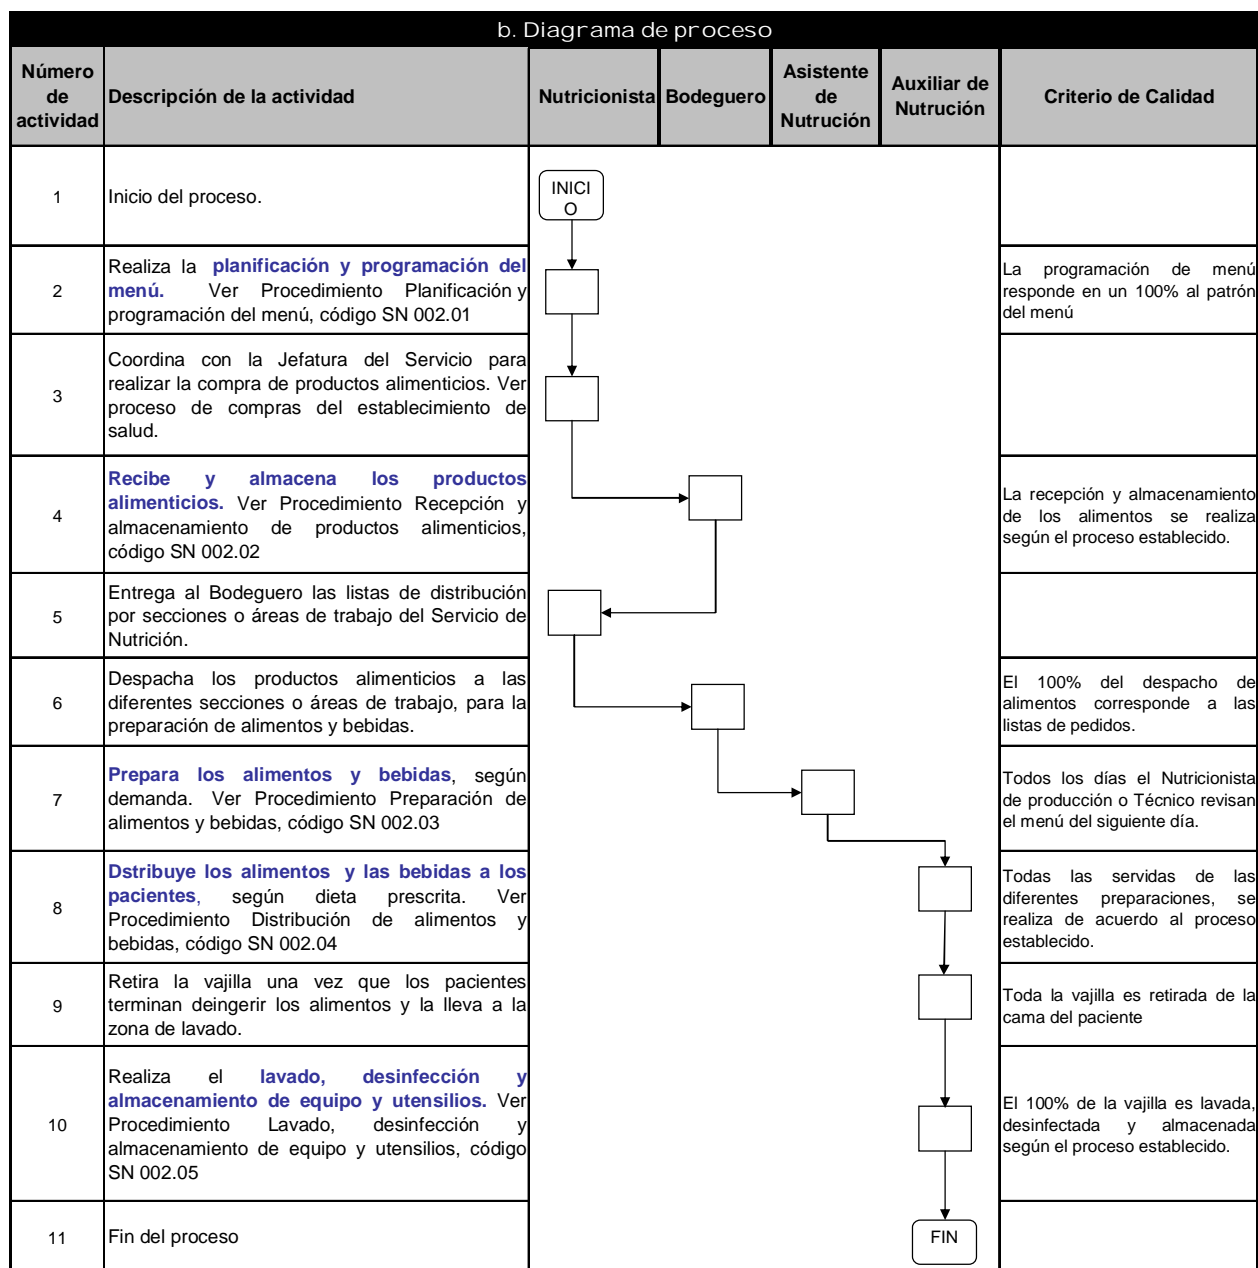 b. Diagrama de proceso
Número de actividad
Descripción de la actividad
Nutricionista
Bodeguero
Asistente de Nutrución
Auxiliar de Nutrución
Criterio de Calidad
1
Inicio del proceso.
INICI
O
2
Realiza la planificación y programación del
menú. Ver Procedimiento Planificación y
programación del menú, código SN 002.01
La programación de menú
responde en un 100% al patrón
del menú
3
Coordina con la Jefatura del Servicio para
realizar la compra de productos alimenticios. Ver
proceso de compras del establecimiento de
salud.
4
Recibe y almacena los productos
alimenticios. Ver Procedimiento Recepción y
almacenamiento de productos alimenticios,
código SN 002.02
La recepción y almacenamiento
de los alimentos se realiza
según el proceso establecido.
5
Entrega al Bodeguero las listas de distribución
por secciones o áreas de trabajo del Servicio de
Nutrición.
6
Despacha los productos alimenticios a las
diferentes secciones o áreas de trabajo, para la
preparación de alimentos y bebidas.
El 100% del despacho de
alimentos corresponde a las
listas de pedidos.
7
Prepara los alimentos y bebidas, según
demanda. Ver Procedimiento Preparación de
alimentos y bebidas, código SN 002.03
Todos los días el Nutricionista
de producción o Técnico revisan
el menú del siguiente día.
8
Dstribuye los alimentos y las bebidas a los
pacientes, según dieta prescrita. Ver
Procedimiento Distribución de alimentos y
bebidas, código SN 002.04
Todas las servidas de las
diferentes preparaciones, se
realiza de acuerdo al proceso
establecido.
9
Retira la vajilla una vez que los pacientes
terminan deingerir los alimentos y la lleva a la
zona de lavado.
Toda la vajilla es retirada de la
cama del paciente
10
Realiza el lavado, desinfección y
almacenamiento de equipo y utensilios. Ver
Procedimiento Lavado, desinfección y
almacenamiento de equipo y utensilios, código
SN 002.05
El 100% de la vajilla es lavada,
desinfectada y almacenada
según el proceso establecido.
11
Fin del proceso
FIN